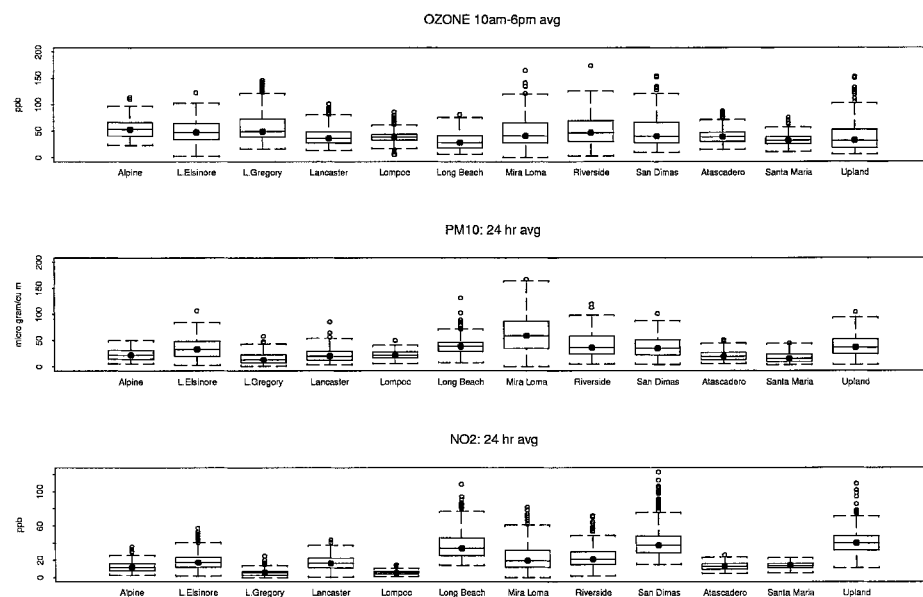 OZONE 10am-6pm avg
200
150
100
50
0
ppb
Alpine L.Elsinore L.Gregory Lancaster Lompoc Long Beach Mira Loma Riverside San Dimas Atascadero Santa Maria Upland
PM10: 24 hr avg
200
150
100
50
0
micro gram/cu m
Alpine L.Elsinore L.Gregory Lancaster Lompoc Long Beach Mira Loma Riverside San Dimas Atascadero Santa Maria Upland
NO2: 24 hr avg
100
60
20
0
ppb
Alpine L.Elsinore L.Gregory Lancaster Lompoc Long Beach Mira Loma Riverside San Dimas Atascadero Santa Maria Upland